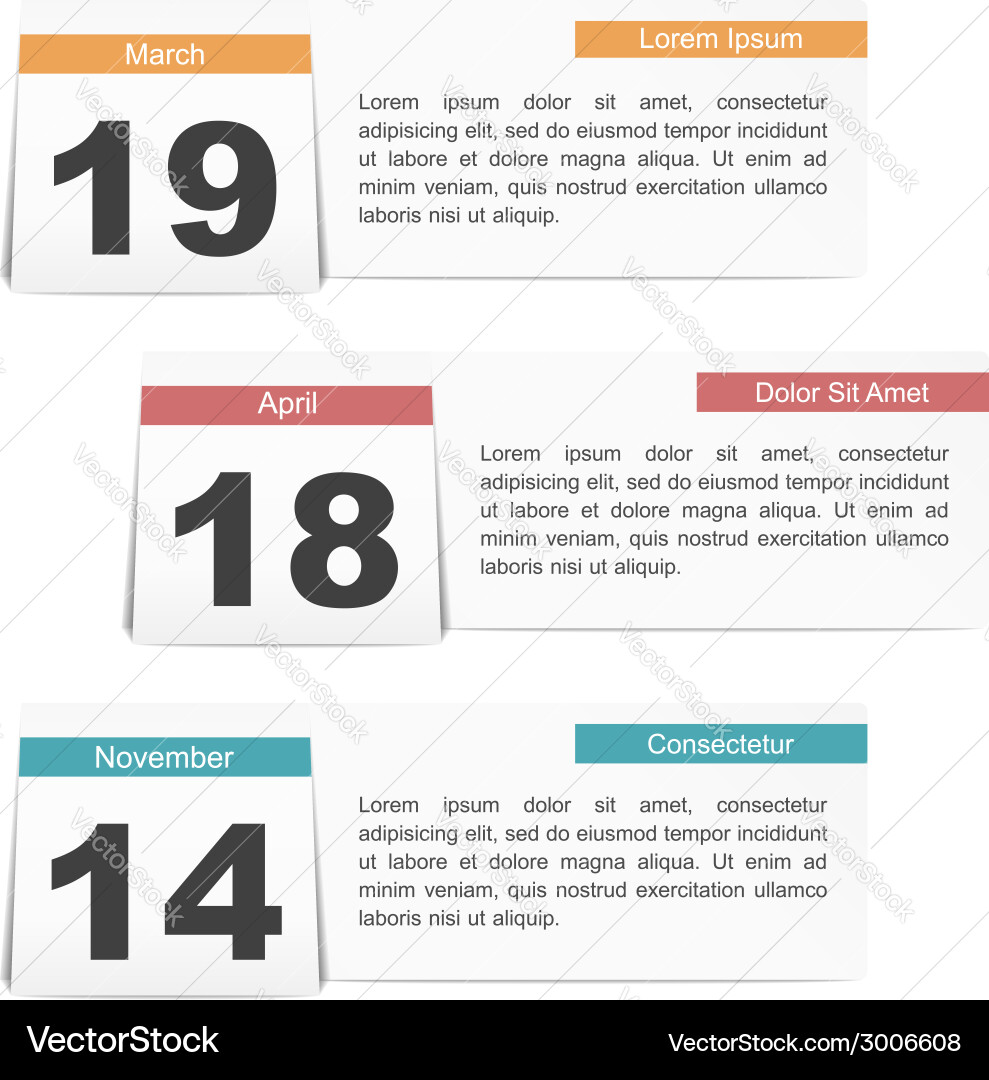 March
19
Lorem Ipsum
Lorem ipsum dolor sit amet, consectetur
adipisicing elit, sed do eiusmod tempor incididunt
ut labore et dolore magna aliqua. Ut enim ad
minim veniam, quis nostrud exercitation ullamco
laboris nisi ut aliquip.
April
18
Dolor Sit Amet
Lorem ipsum dolor sit amet, consectetur
adipisicing elit, sed do eiusmod tempor incididunt
ut labore et dolore magna aliqua. Ut enim ad
minim veniam, quis nostrud exercitation ullamco
laboris nisi ut aliquip.
November
14
Consectetur
Lorem ipsum dolor sit amet, consectetur
adipisicing elit, sed do eiusmod tempor incididunt
ut labore et dolore magna aliqua. Ut enim ad
minim veniam, quis nostrud exercitation ullamco
laboris nisi ut aliquip.
VectorStock
VectorStock.com/3006608